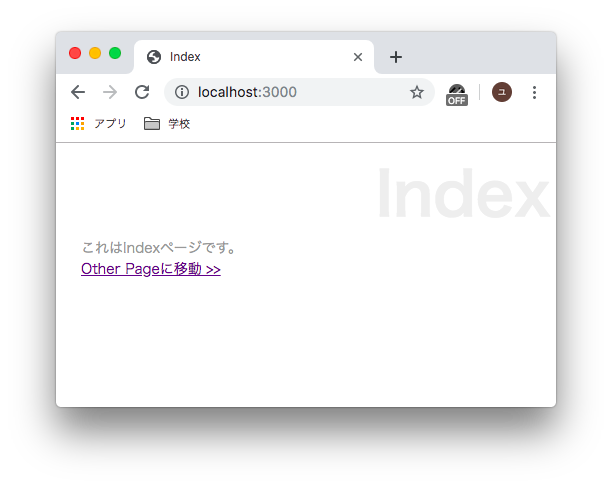 Index
localhost:3000
OFF
ユ
アプリ 学校
Index
これはIndexページです。
Other Pageに移動 >>